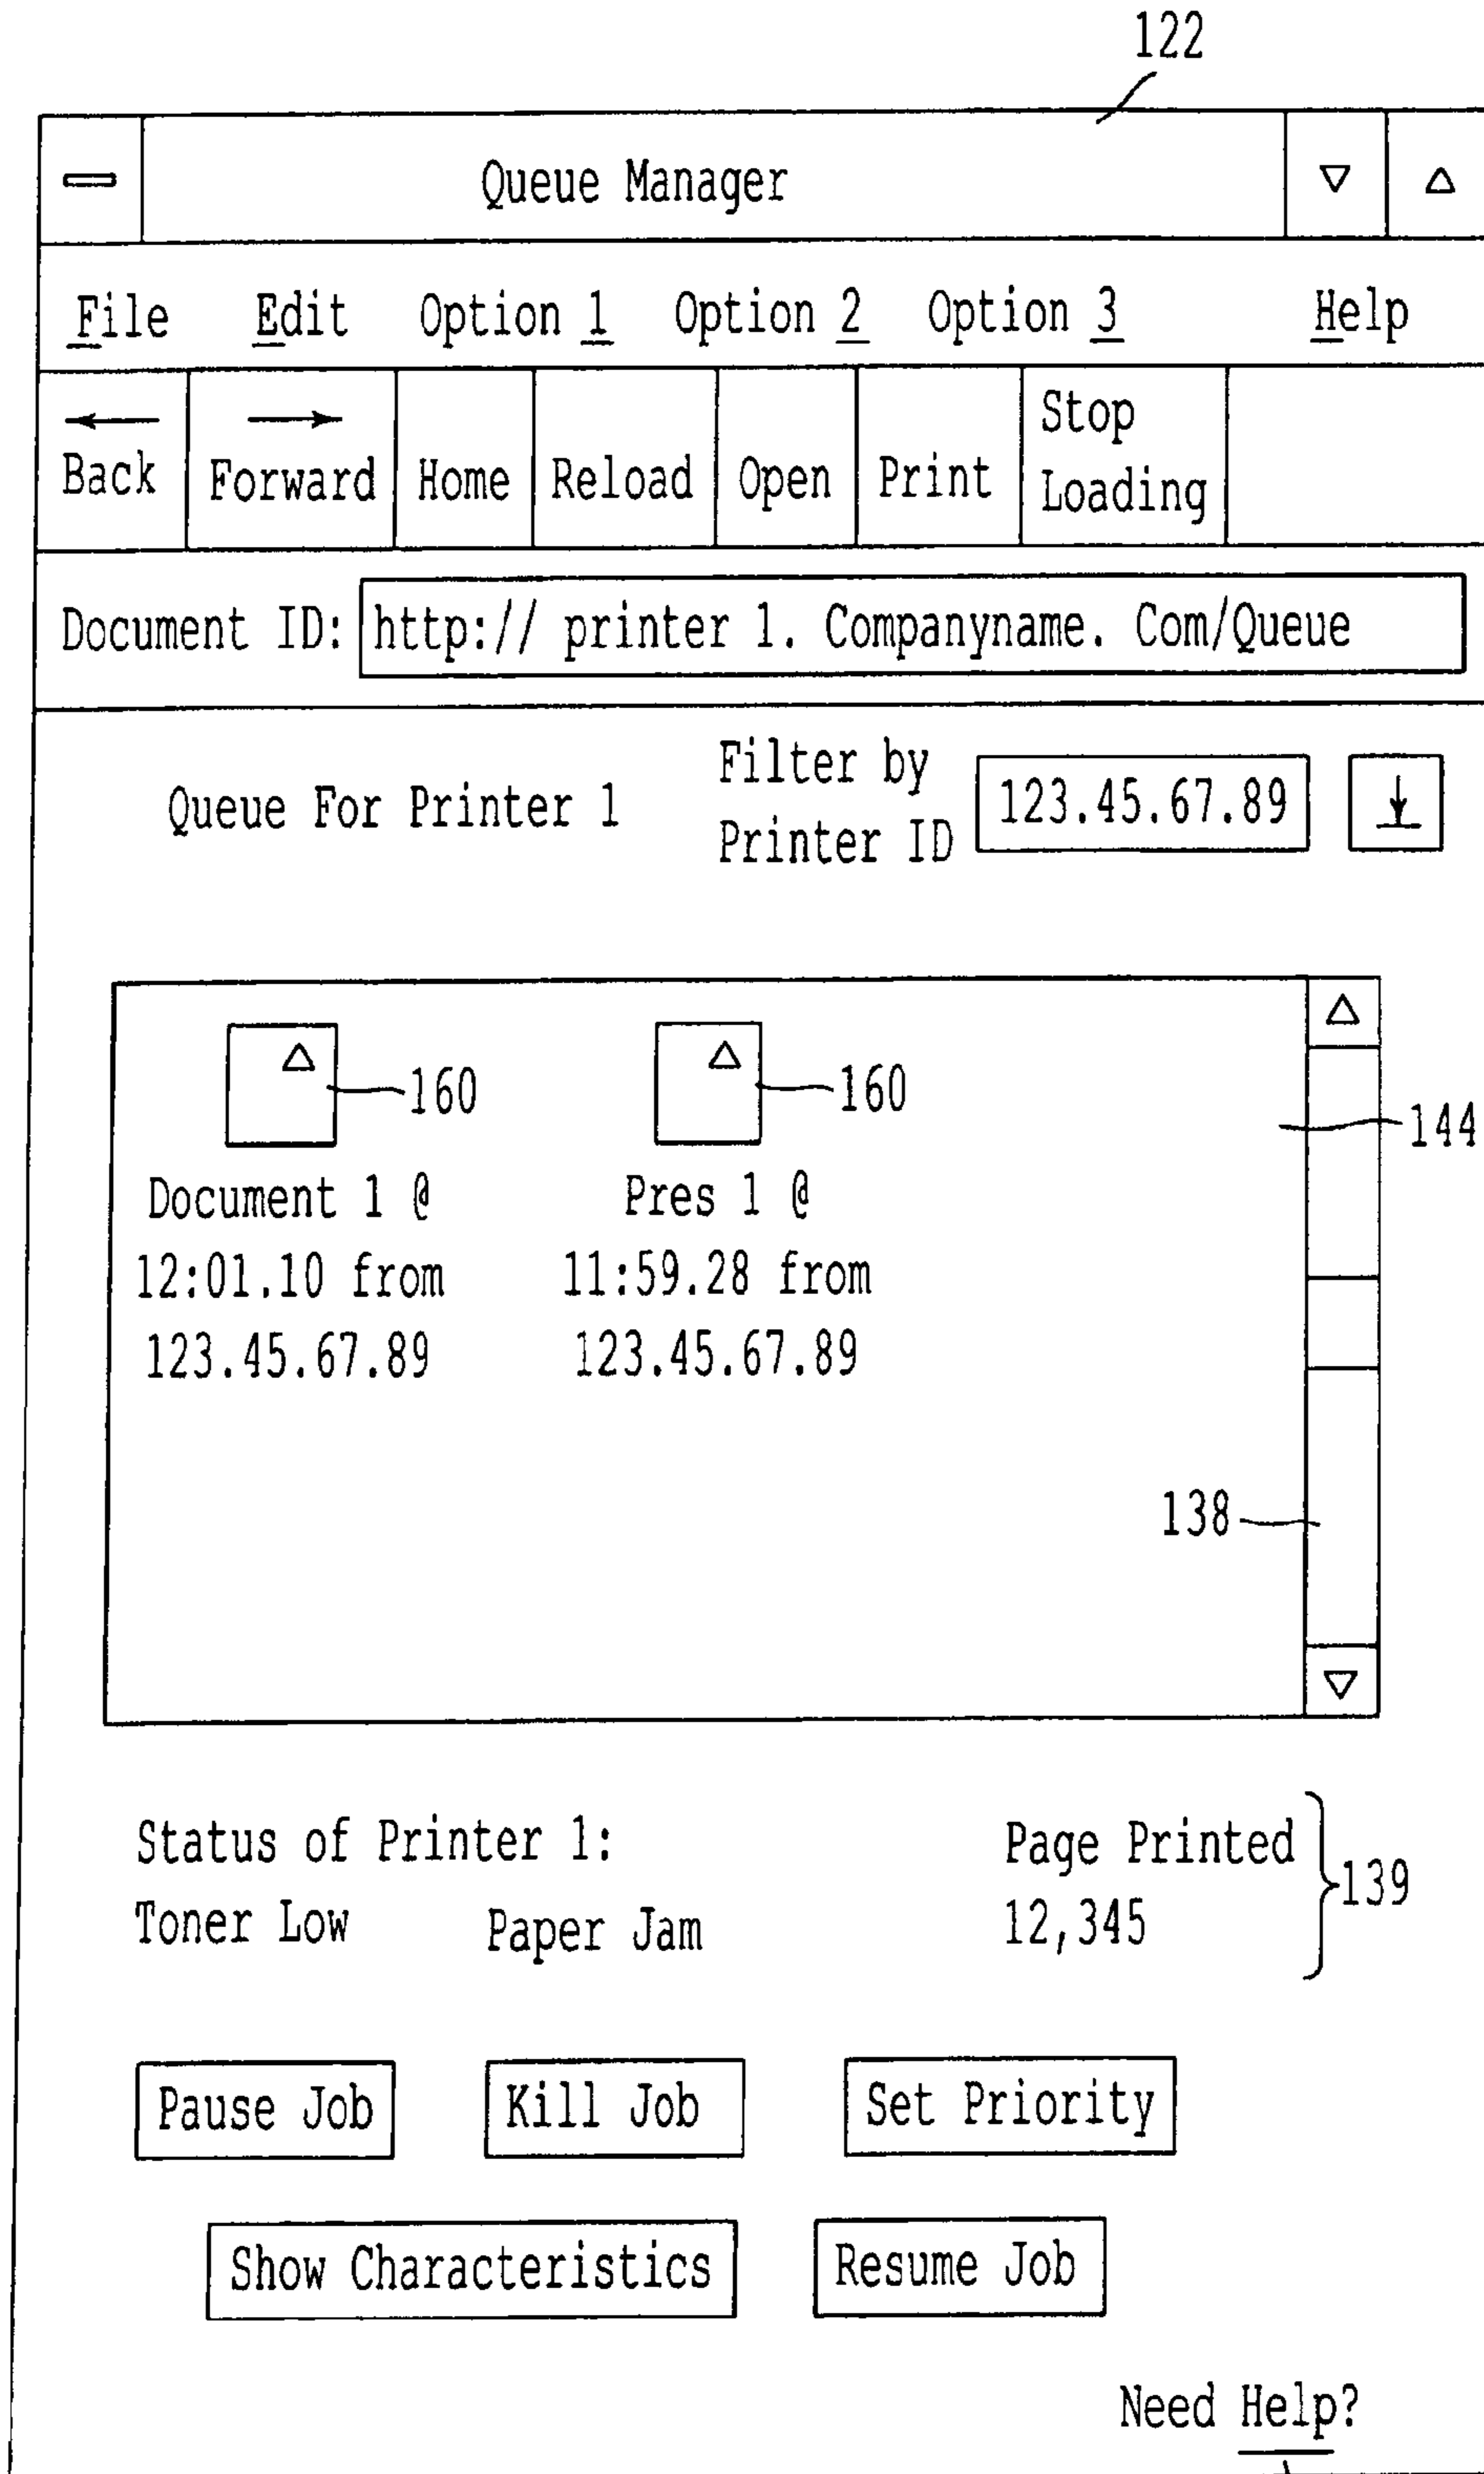 122
Queue Manager
File Edit Option 1 Option 2 Option 3 Help
Back Forward Home Reload Open Print Stop Loading
Document ID: http:// printer 1. Companyname. Com/Queue
Queue For Printer 1 Filter by Printer ID 123.45.67.89
160 160
144
Document 1 @ Pres 1 @
12:01.10 from 11:59.28 from
123.45.67.89 123.45.67.89
138
Status of Printer 1: Page Printed
139
Toner Low Paper Jam 12,345
Pause Job Kill Job Set Priority
Show Characteristics Resume Job
Need Help?